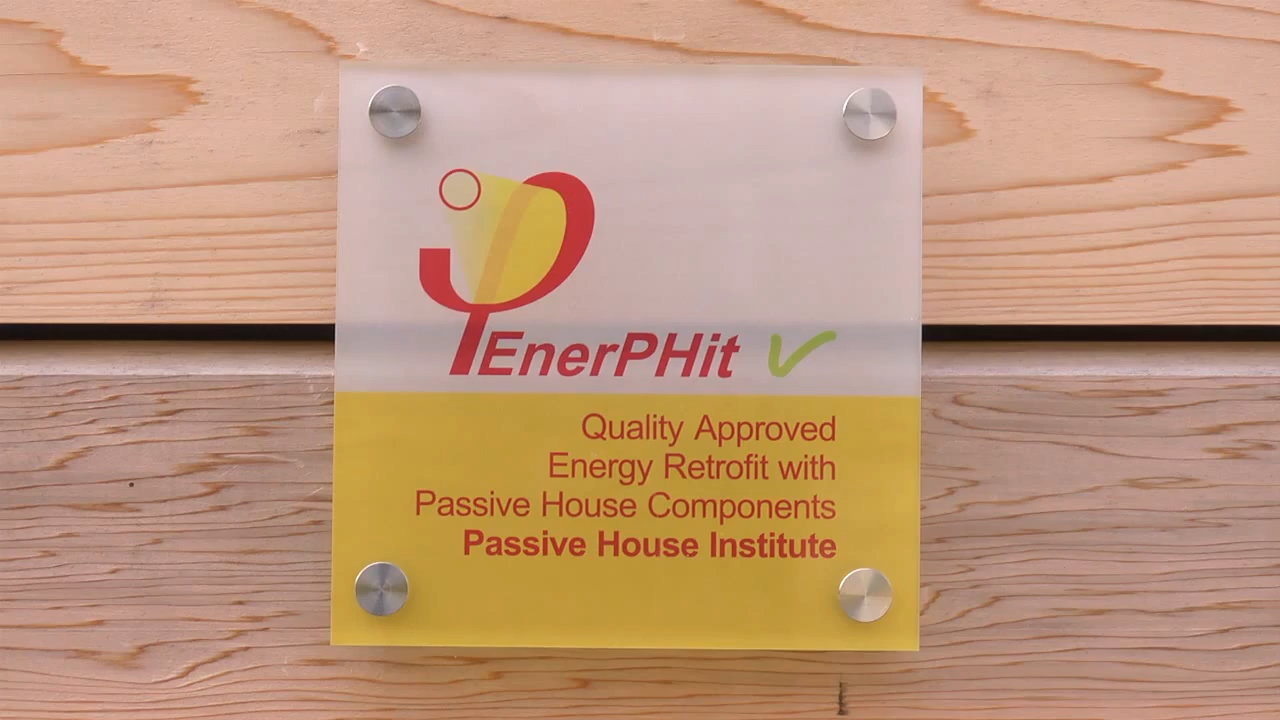 EnerPHit
Quality Approved
Energy Retrofit with
Passive House Components
Passive House Institute